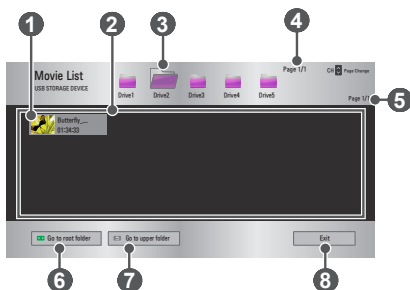 1
2
3
4
Movie List
USB STORAGE DEVICE
Drive1
Drive2
Drive3
Drive4
Drive5
Page 1/1
CH
Page Change
Page 1/1
5
Butterfly_...
01:34:33
Go to root folder
Go to upper folder
Exit
6
7
8